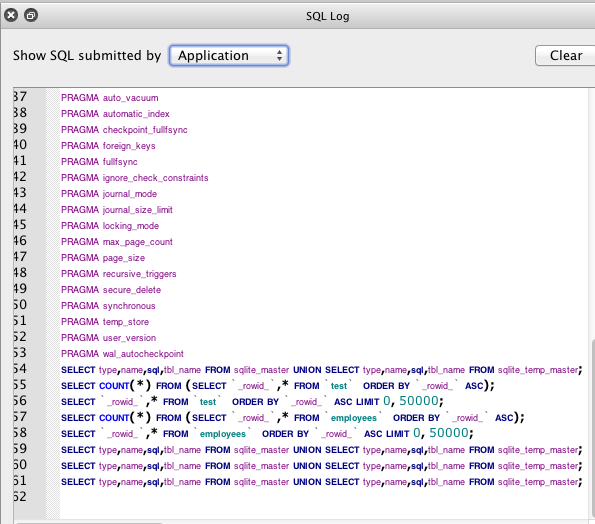 SQL Log
Show SQL submitted by Application Clear
37 PRAGMA auto_vacuum
38 PRAGMA automatic_index
39 PRAGMA checkpoint_fullfsync
40 PRAGMA foreign_keys
41 PRAGMA fullfsync
42 PRAGMA ignore_check_constraints
43 PRAGMA journal_mode
44 PRAGMA journal_size_limit
45 PRAGMA locking_mode
46 PRAGMA max_page_count
47 PRAGMA page_size
48 PRAGMA recursive_triggers
49 PRAGMA secure_delete
50 PRAGMA synchronous
51 PRAGMA temp_store
52 PRAGMA user_version
53 PRAGMA wal_autocheckpoint
54 SELECT type,name,sql,tbl_name FROM sqlite_master UNION SELECT type,name,sql,tbl_name FROM sqlite_temp_master;
55 SELECT COUNT(*) FROM (SELECT `_rowid_`,* FROM `test` ORDER BY `_rowid_` ASC);
56 SELECT `_rowid_`,* FROM `test` ORDER BY `_rowid_` ASC LIMIT 0, 50000;
57 SELECT COUNT(*) FROM (SELECT `_rowid_`,* FROM `employees` ORDER BY `_rowid_` ASC);
58 SELECT `_rowid_`,* FROM `employees` ORDER BY `_rowid_` ASC LIMIT 0, 50000;
59 SELECT type,name,sql,tbl_name FROM sqlite_master UNION SELECT type,name,sql,tbl_name FROM sqlite_temp_master;
60 SELECT type,name,sql,tbl_name FROM sqlite_master UNION SELECT type,name,sql,tbl_name FROM sqlite_temp_master;
61 SELECT type,name,sql,tbl_name FROM sqlite_master UNION SELECT type,name,sql,tbl_name FROM sqlite_temp_master;
62